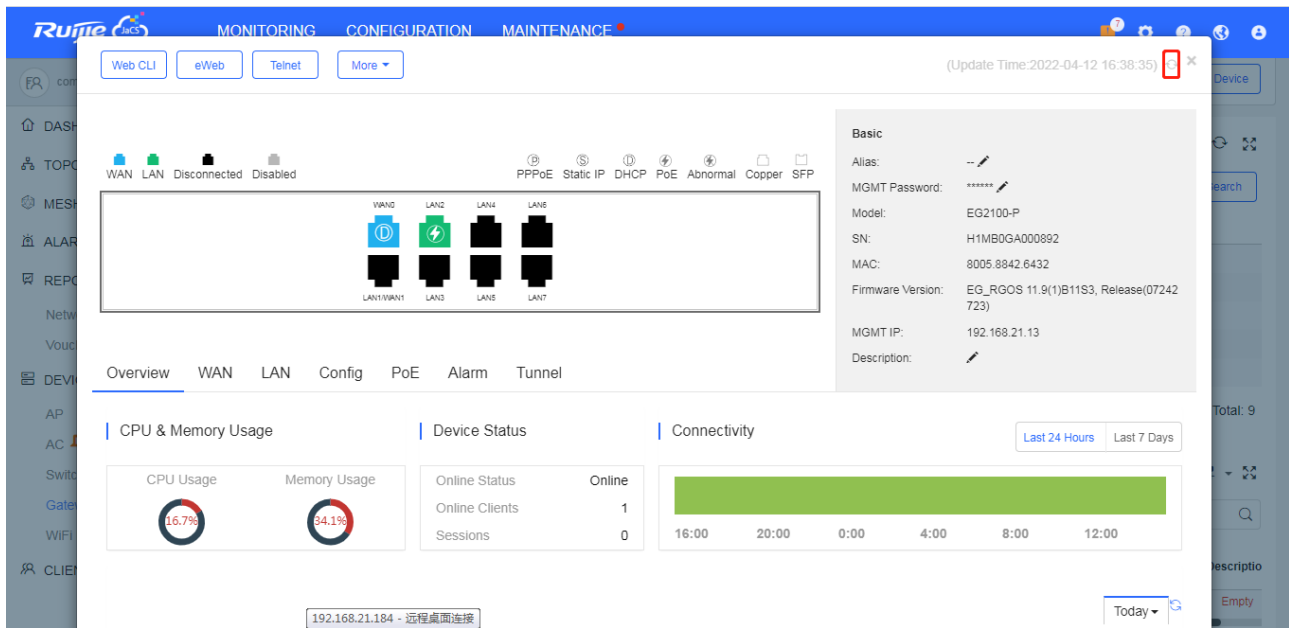 Ruijie JaCS MONITORING CONFIGURATION MAINTENANCE 7
Web CLI eWeb Telnet More (Update Time:2022-04-12 16:38:35) ×
Device
DASH
TOPO
MESH
ALAR
REPO
Netw
Vouc
DEVI
AP
AC
Switc
Gate
WiFi
CLIEN
WAN LAN Disconnected Disabled PPPoE Static IP DHCP PoE Abnormal Copper SFP
WAN0 LAN2 LAN4 LAN6
D
LAN1/WAN1 LAN3 LAN5 LAN7
Basic
Alias: --
MGMT Password: ******
Model: EG2100-P
SN: H1MB0GA000892
MAC: 8005.8842.6432
Firmware Version: EG_RGOS 11.9(1)B11S3, Release(07242
723)
MGMT IP: 192.168.21.13
Description:
earch
Overview WAN LAN Config PoE Alarm Tunnel
Total: 9
CPU & Memory Usage
CPU Usage Memory Usage
16.7% 34.1%
Device Status
Online Status Online
Online Clients 1
Sessions 0
Connectivity Last 24 Hours Last 7 Days
16:00 20:00 0:00 4:00 8:00 12:00
Descriptio
Empty
Today
192.168.21.184 - 远程桌面连接